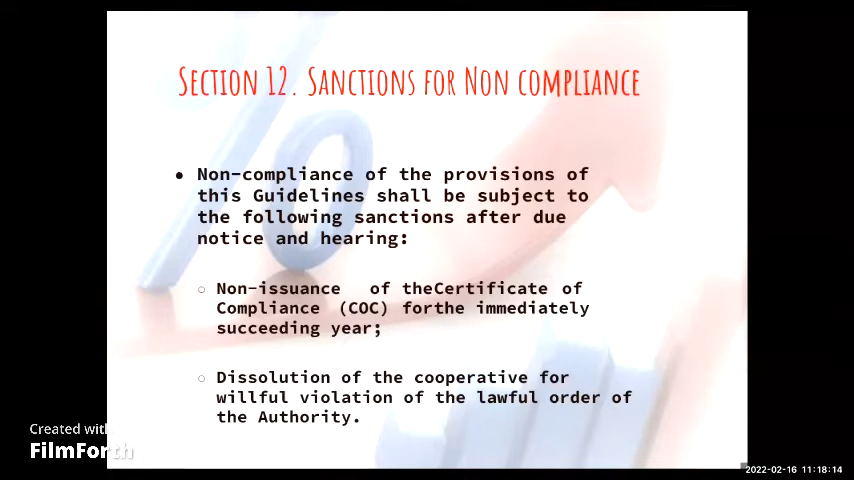 Section 12. Sanctions for Non compliance
• Non-compliance of the provisions of
this Guidelines shall be subject to
the following sanctions after due
notice and hearing:
○ Non-issuance of theCertificate of
Compliance (COC) forthe immediately
succeeding year;
○ Dissolution of the cooperative for
willful violation of the lawful order of
the Authority.
Created with
FilmForth
2022-02-16 11:18:14